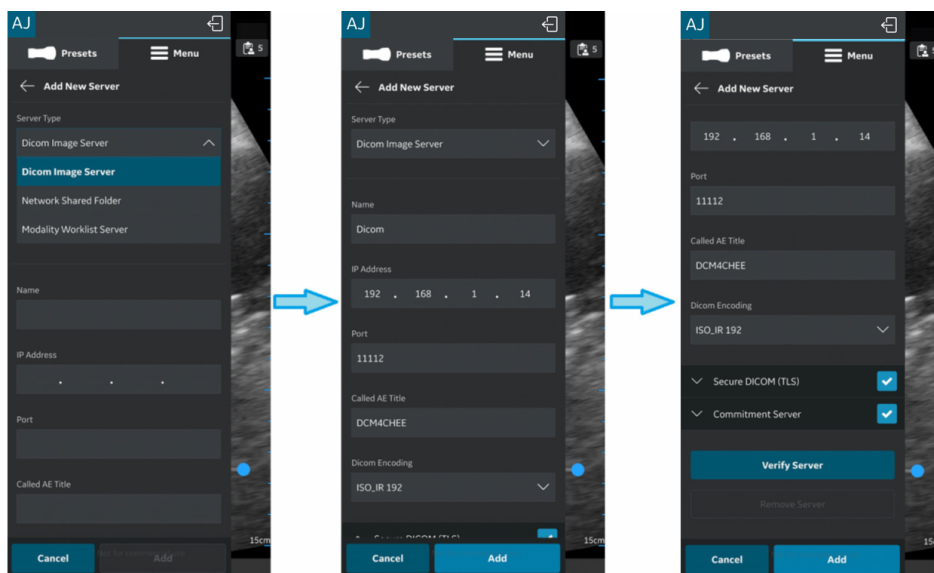 AJ
5
Presets
Menu
Add New Server
Server Type
Dicom Image Server
Dicom Image Server
Network Shared Folder
Modality Worklist Server
Name
IP Address
. . .
Port
Called AE Title
15cm
Cancel Add
AJ
5
Presets
Menu
Add New Server
Server Type
Dicom Image Server
Name
Dicom
IP Address
192 . 168 . 1 . 14
Port
11112
Called AE Title
DCM4CHEE
Dicom Encoding
ISO_IR 192
Secure DICOM (TLS)
15cm
Cancel Add
AJ
5
Presets
Menu
Add New Server
192 . 168 . 1 . 14
Port
11112
Called AE Title
DCM4CHEE
Dicom Encoding
ISO_IR 192
Secure DICOM (TLS)
Commitment Server
Verify Server
Remove Server
15
Cancel Add